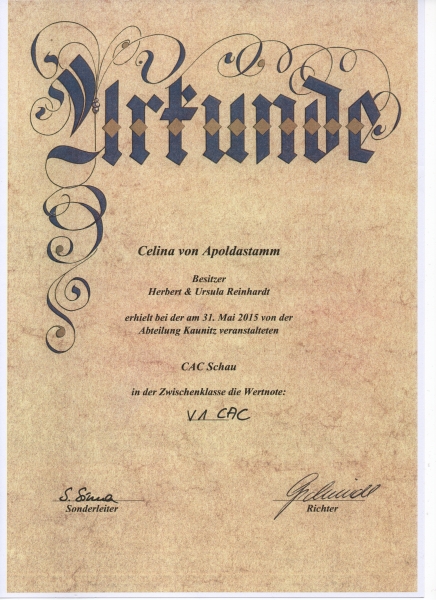 Urkunde
Celina von Apoldastamm
Besitzer
Herbert & Ursula Reinhardt
erhielt bei der am 31. Mai 2015 von der
Abteilung Kaunitz veranstalteten
CAC Schau
in der Zwischenklasse die Wertnote:
V1 CAC
Sonderleiter
Richter